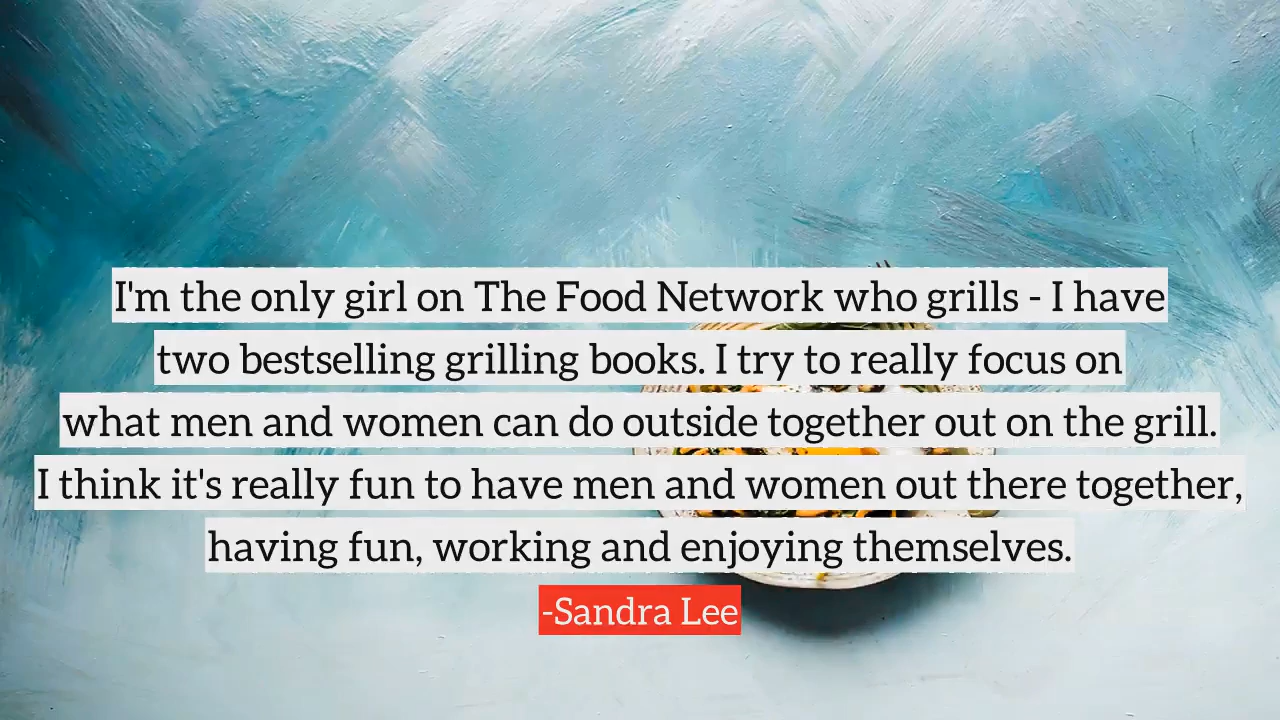 I'm the only girl on The Food Network who grills - I have
two bestselling grilling books. I try to really focus on
what men and women can do outside together out on the grill.
I think it's really fun to have men and women out there together,
having fun, working and enjoying themselves.
-Sandra Lee